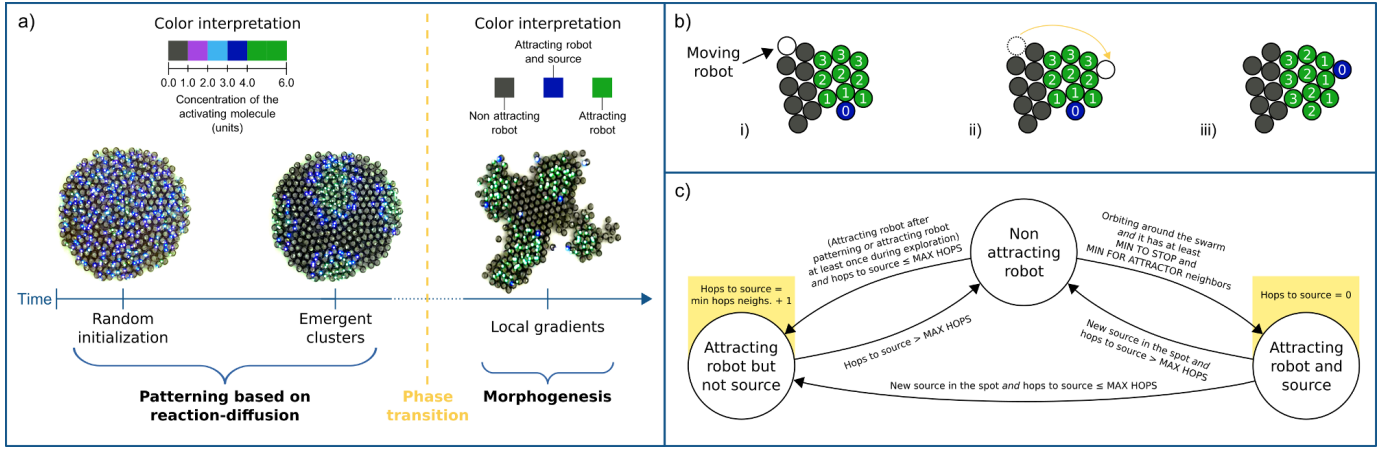 a)
Color interpretation
0.0 1.0 2.0 3.0 4.0 6.0
Concentration of the
activating molecule
(units)
Color interpretation
Attracting robot
and source
Non attracting
robot
Attracting
robot
Time
Random
initialization
Emergent
clusters
Local gradients
Patterning based on
reaction-diffusion
Phase
transition
Morphogenesis
b)
Moving
robot
3 3 3
2 2 2
1 1 1 1
0
i)
3 2 2
3 2 2
1 1 1 1
0
ii)
3 2 1
3 2 1
3 2 1
2
0
iii)
c)
Non
attracting
robot
(Attracting robot after
patterning or attracting robot
at least once during exploration)
and hops to source ≤ MAX HOPS
Orbiting around the swarm
and it has at least
MIN TO STOP and
MIN FOR ATTRACTOR neighbors
Hops to source =
min hops neighs. + 1
Hops to source = 0
Attracting
robot but
not source
Hops to source > MAX HOPS
New source in the spot and
hops to source > MAX HOPS
Attracting
robot and
source
New source in the spot and hops to source ≤ MAX HOPS